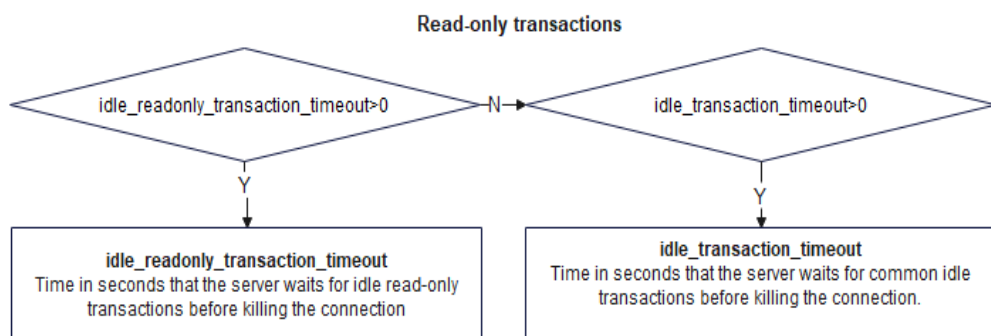 Read-only transactions
idle_readonly_transaction_timeout>0
N
idle_transaction_timeout>0
Y
Y
idle_readonly_transaction_timeout
Time in seconds that the server waits for idle read-only
transactions before killing the connection
idle_transaction_timeout
Time in seconds that the server waits for common idle
transactions before killing the connection.